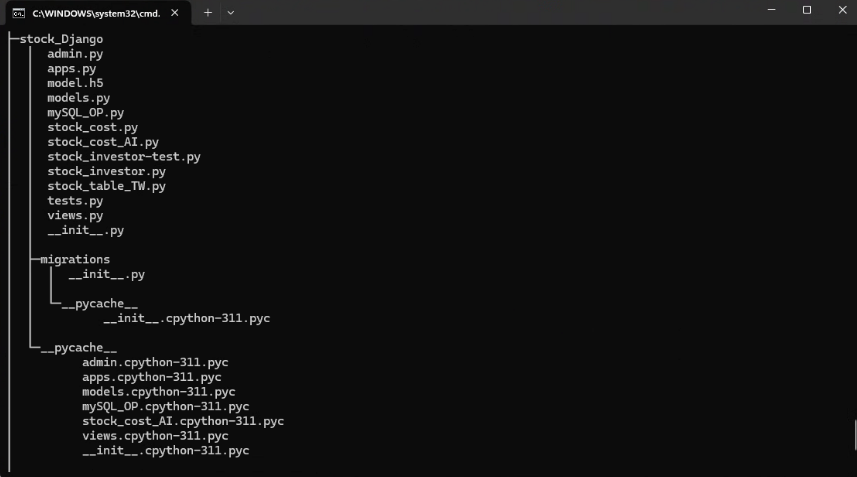 C:\WINDOWS\system32\cmd.
stock_Django
admin.py
apps.py
model.h5
models.py
mySQL_OP.py
stock_cost.py
stock_cost_AI.py
stock_investor-test.py
stock_investor.py
stock_table_TW.py
tests.py
views.py
__init__.py
migrations
__init__.py
__pycache__
__init__.cpython-311.pyc
__pycache__
admin.cpython-311.pyc
apps.cpython-311.pyc
models.cpython-311.pyc
mySQL_OP.cpython-311.pyc
stock_cost_AI.cpython-311.pyc
views.cpython-311.pyc
__init__.cpython-311.pyc